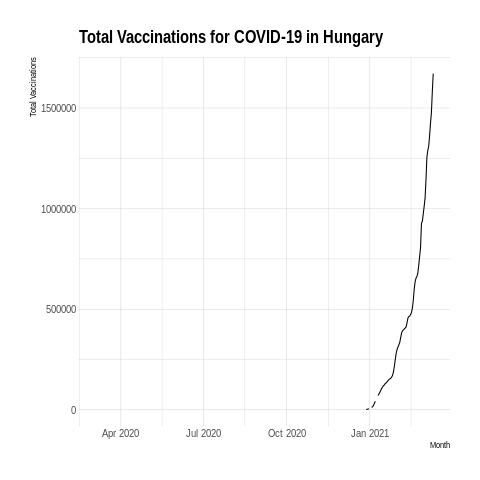 Total Vaccinations for COVID-19 in Hungary
Total Vaccinations
1500000
1000000
500000
0
Apr 2020 Jul 2020 Oct 2020 Jan 2021
Month